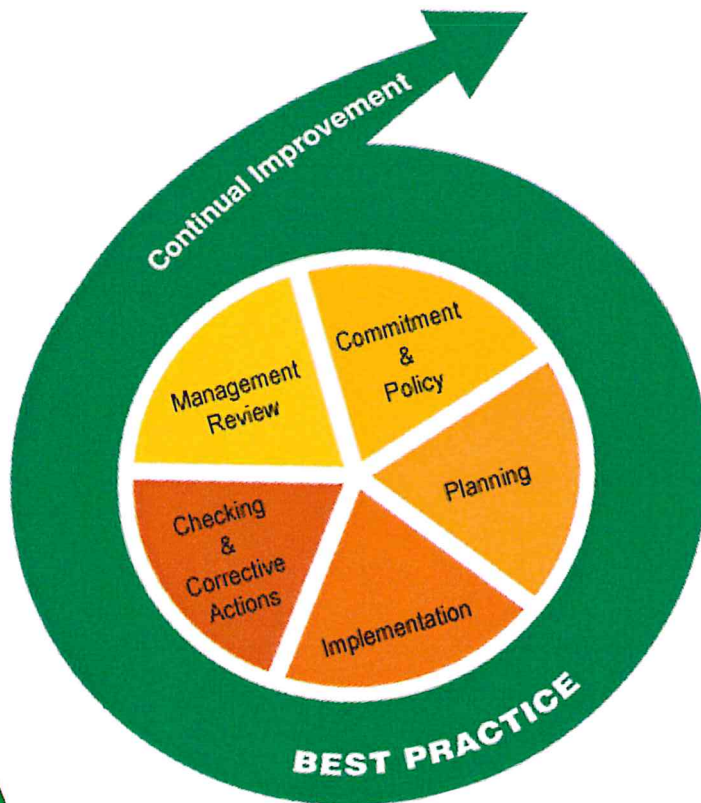 Continual Improvement
Commitment
&
Policy
Planning
Implementation
Checking
&
Corrective
Actions
Management
Review
BEST PRACTICE